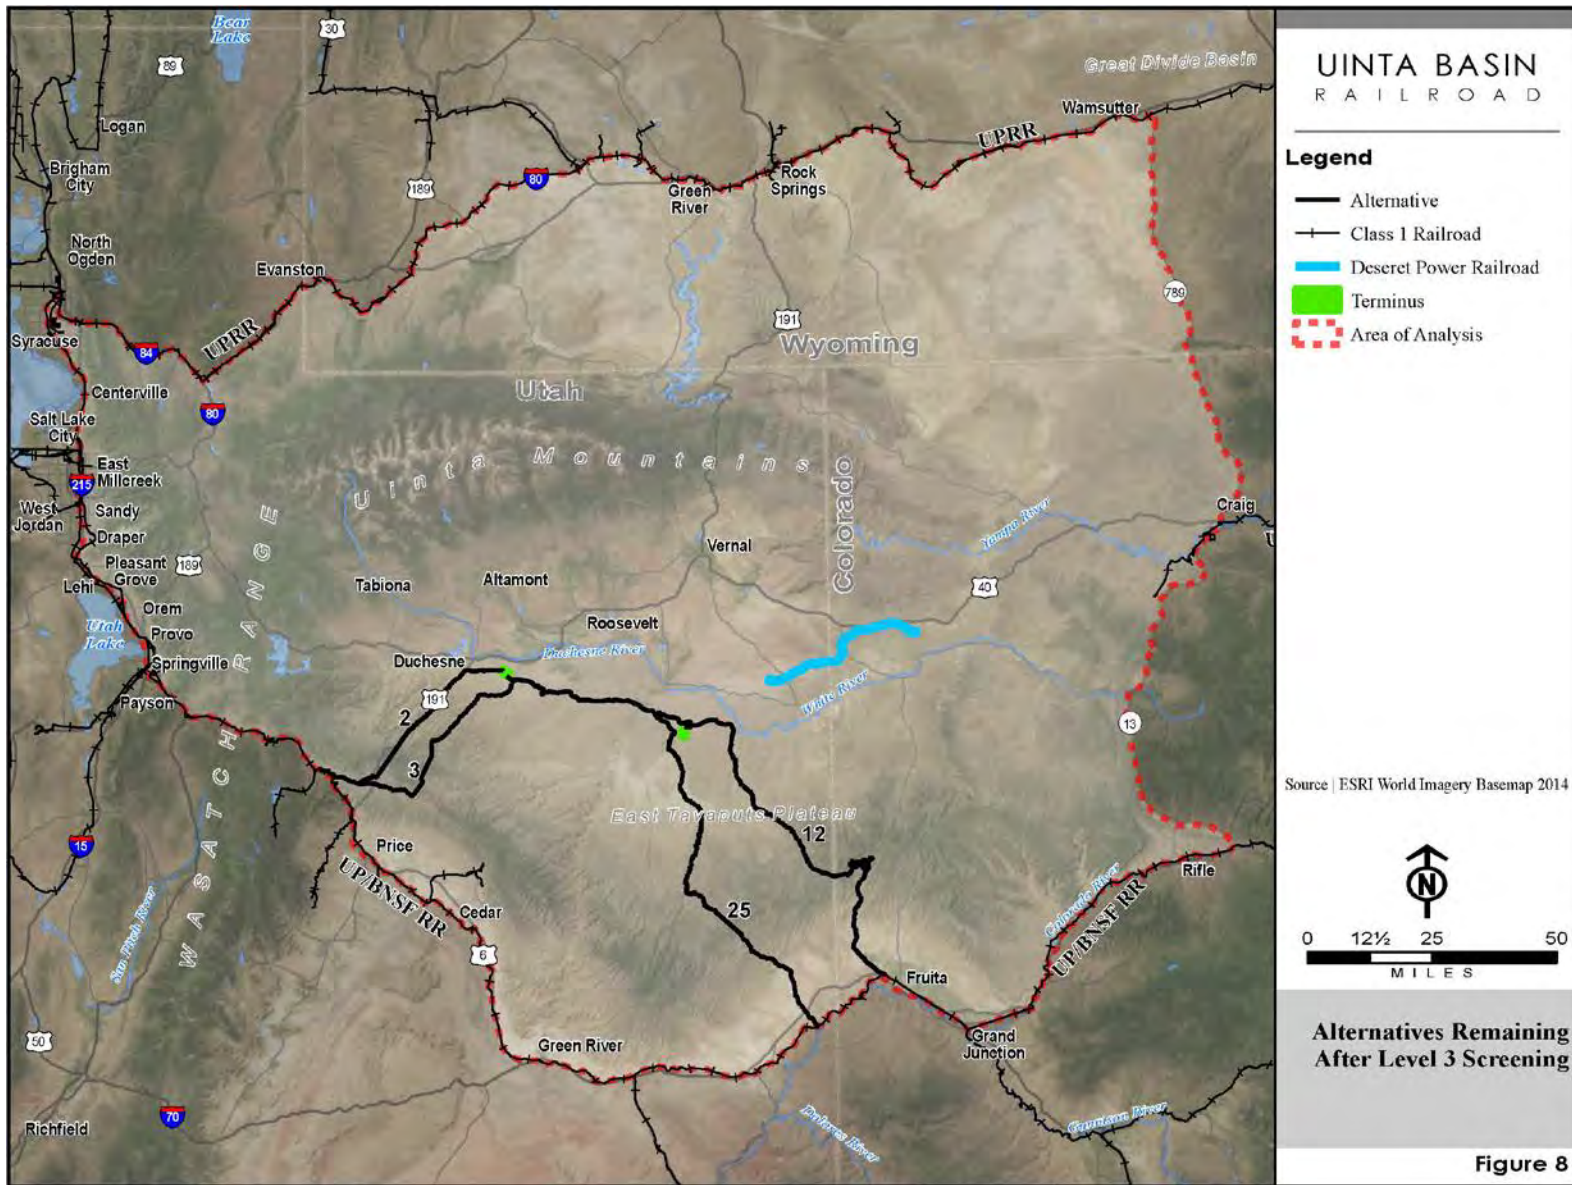 Bear
Lake
30
89
Great Divide Basin
Logan
Wamsutter
UPRR
Brigham
City
80
189
Green
River
Rock
Springs
North
Ogden
Evanston
789
Syracuse
84
UPRR
191
Wyoming
Utah
Centerville
80
Salt Lake
City
East
Millcreek
215
Uinta Mountains
Colorado
West
Jordan
Sandy
Draper
Craig
U
Yampa River
Pleasant
Grove
189
Vernal
Lehi
Tabiona
Altamont
40
Orem
Utah
Lake
Provo
Roosevelt
Springville
Duchesne
Duchesne River
191
White River
Payson
2
13
3
WASATCH RANGE
East Tavaputs Plateau
12
15
Price
UP/BNSF RR
Rifle
Colorado River
UP/BNSF RR
25
Cedar
6
San Pitch River
Fruita
50
Green River
Grand
Junction
70
Richfield
Dolores River
Gunnison River
UINTA BASIN
RAILROAD
Legend
Alternative
Class 1 Railroad
Deseret Power Railroad
Terminus
Area of Analysis
Source | ESRI World Imagery Basemap 2014
N
0 12½ 25 50
MILES
Alternatives Remaining
After Level 3 Screening
Figure 8